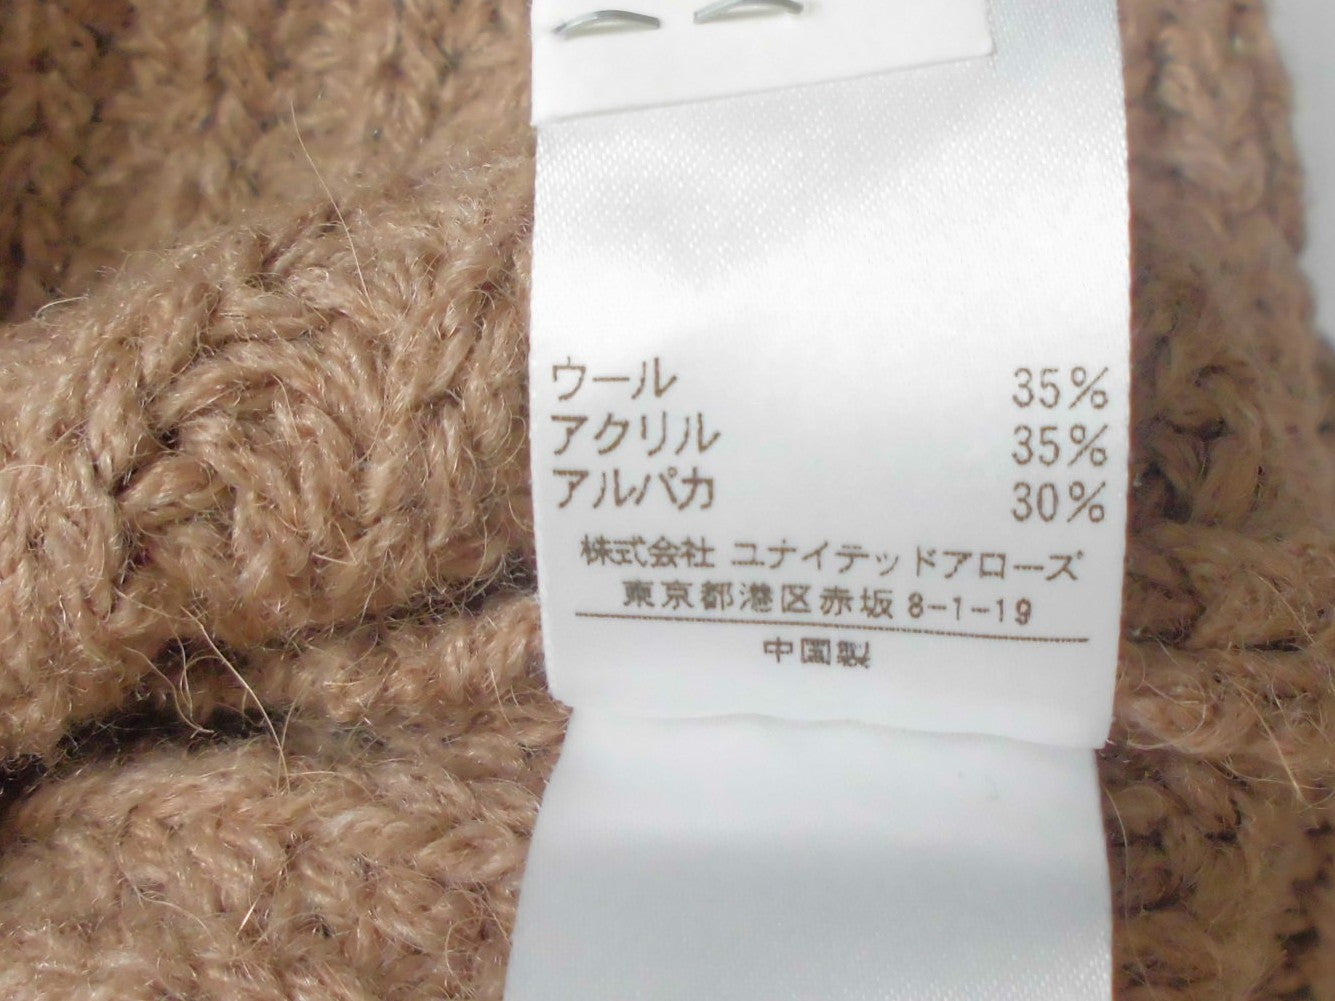 ウール 35%
アクリル 35%
アルパカ 30%
株式会社 ユナイテッドアローズ
東京都港区赤坂 8-1-19
中国製